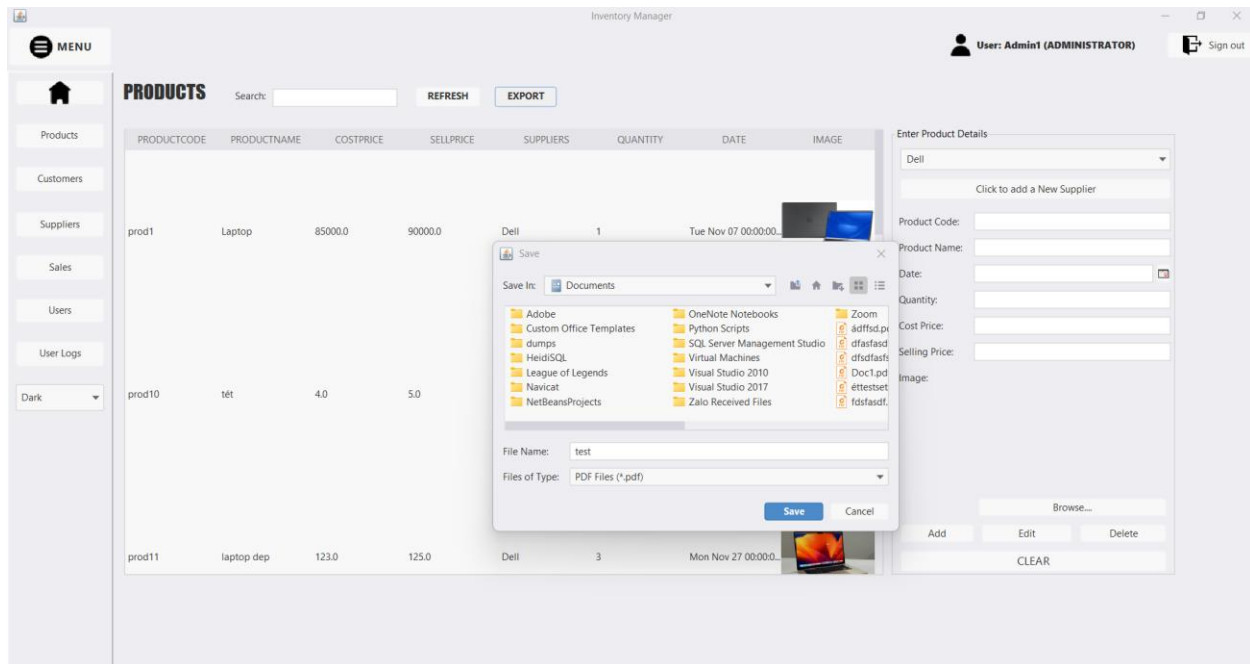 Inventory Manager
MENU
User: Admin1 (ADMINISTRATOR)
Sign out
PRODUCTS
Search:
REFRESH
EXPORT
Products
Customers
Suppliers
Sales
Users
User Logs
Dark
PRODUCTCODE PRODUCTNAME COSTPRICE SELLPRICE SUPPLIERS QUANTITY DATE IMAGE
prod1 Laptop 85000.0 90000.0 Dell 1 Tue Nov 07 00:00:00...
prod10 tét 4.0 5.0
prod11 laptop dep 123.0 125.0 Dell 3 Mon Nov 27 00:00:0...
Save
Save In: Documents
Adobe
Custom Office Templates
dumps
HeidiSQL
League of Legends
Navicat
NetBeansProjects
OneNote Notebooks
Python Scripts
SQL Server Management Studio
Virtual Machines
Visual Studio 2010
Visual Studio 2017
Zalo Received Files
Zoom
ádffsd.p
dfasfasd
dfsdfasfs
Doc1.pd
éttestset
fdsfasdf.
File Name: test
Files of Type: PDF Files (*.pdf)
Save
Cancel
Enter Product Details
Dell
Click to add a New Supplier
Product Code:
Product Name:
Date:
Quantity:
Cost Price:
Selling Price:
Image:
Browse...
Add
Edit
Delete
CLEAR